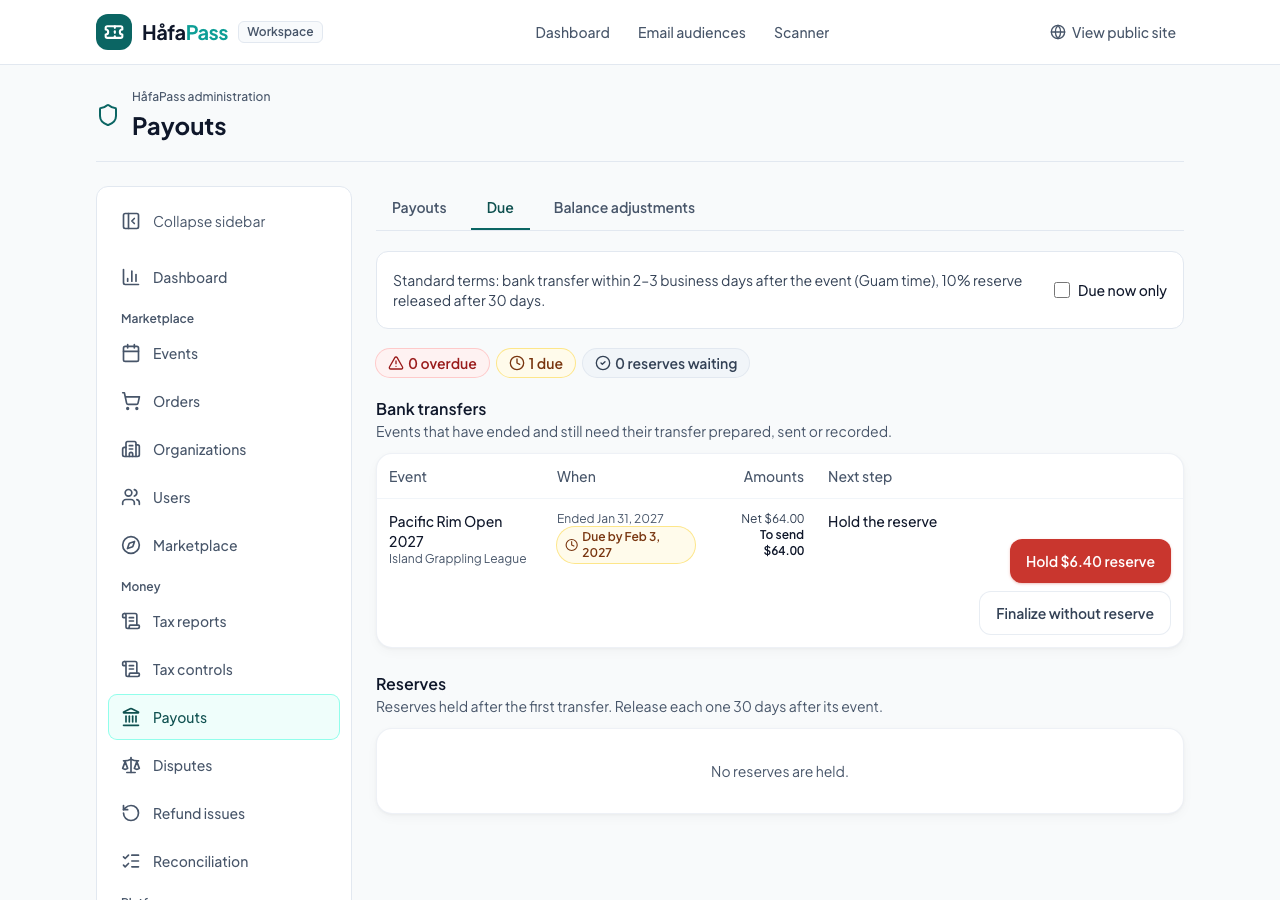 HåfaPass
Workspace
Dashboard
Email audiences
Scanner
View public site
HåfaPass administration
Payouts
Collapse sidebar
Dashboard
Marketplace
Events
Orders
Organizations
Users
Marketplace
Money
Tax reports
Tax controls
Payouts
Disputes
Refund issues
Reconciliation
Payouts
Due
Balance adjustments
Standard terms: bank transfer within 2–3 business days after the event (Guam time), 10% reserve
released after 30 days.
Due now only
0 overdue
1 due
0 reserves waiting
Bank transfers
Events that have ended and still need their transfer prepared, sent or recorded.
Event
When
Amounts
Next step
Pacific Rim Open
2027
Island Grappling League
Ended Jan 31, 2027
Due by Feb 3,
2027
Net $64.00
To send
$64.00
Hold the reserve
Hold $6.40 reserve
Finalize without reserve
Reserves
Reserves held after the first transfer. Release each one 30 days after its event.
No reserves are held.